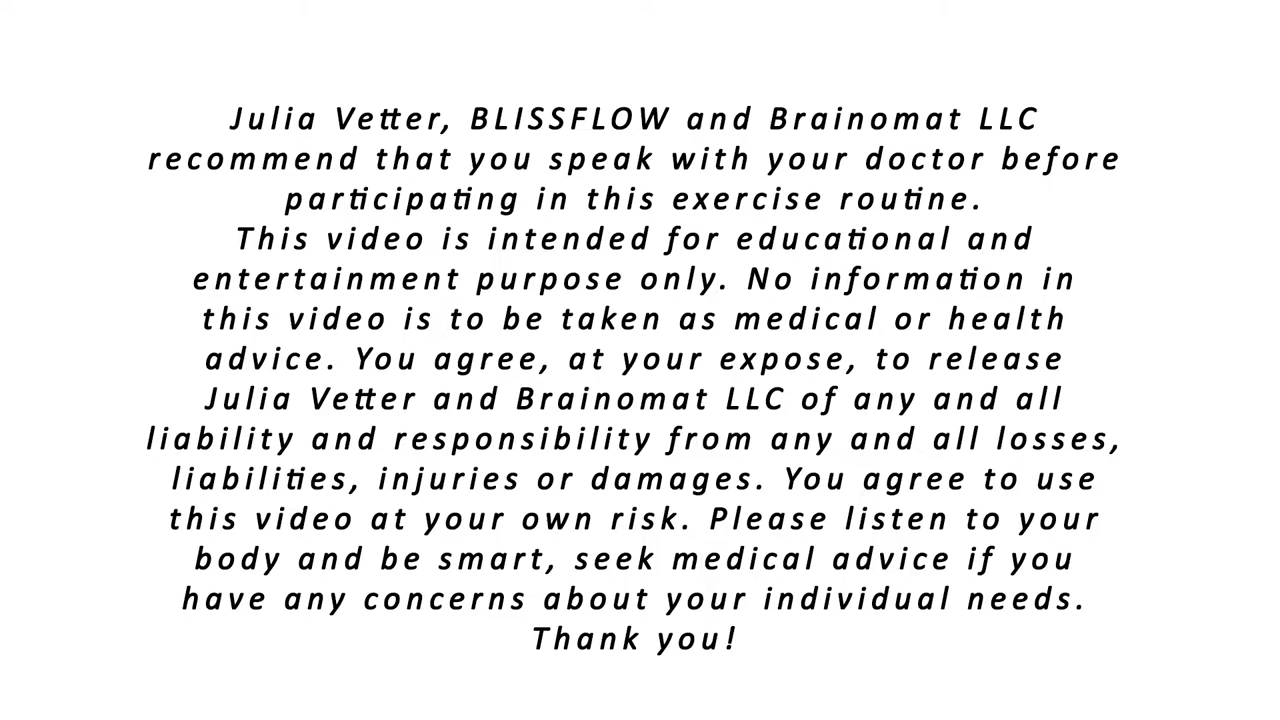 Julia Vetter, BLISSFLOW and Brainomat LLC
recommend that you speak with your doctor before
participating in this exercise routine.
This video is intended for educational and
entertainment purpose only. No information in
this video is to be taken as medical or health
advice. You agree, at your expose, to release
Julia Vetter and Brainomat LLC of any and all
liability and responsibility from any and all losses,
liabilities, injuries or damages. You agree to use
this video at your own risk. Please listen to your
body and be smart, seek medical advice if you
have any concerns about your individual needs.
Thank you!